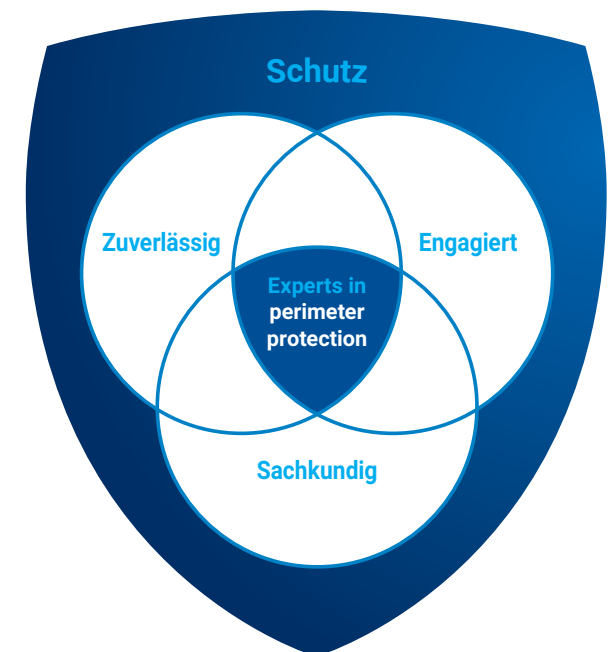 Schutz
Zuverlässig
Engagiert
Experts in
perimeter
protection
Sachkundig